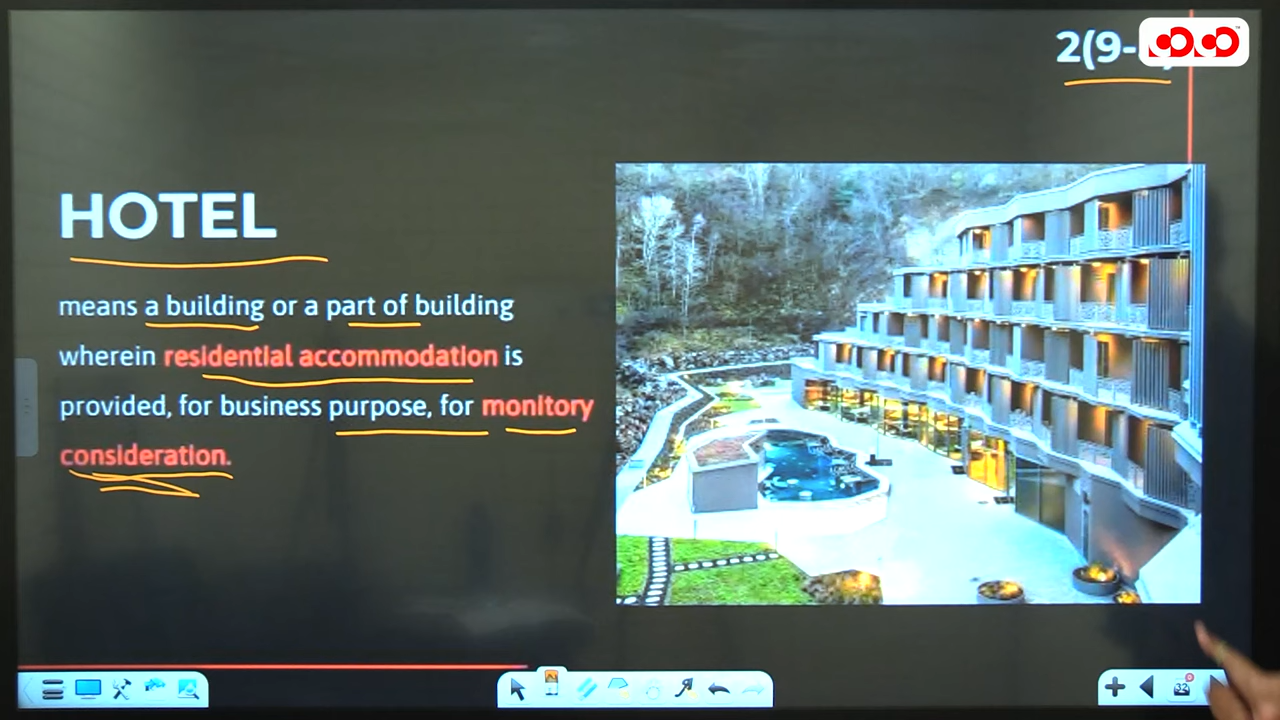 2(9-
HOTEL
means a building or a part of building
wherein residential accommodation is
provided, for business purpose, for monitory
consideration.
32